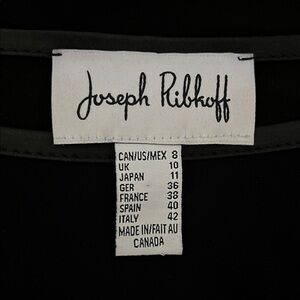 Joseph Ribkoff
CAN/US/MEX 8
UK 10
JAPAN 11
GER 36
FRANCE 38
SPAIN 40
ITALY 42
MADE IN/FAIT AU
CANADA